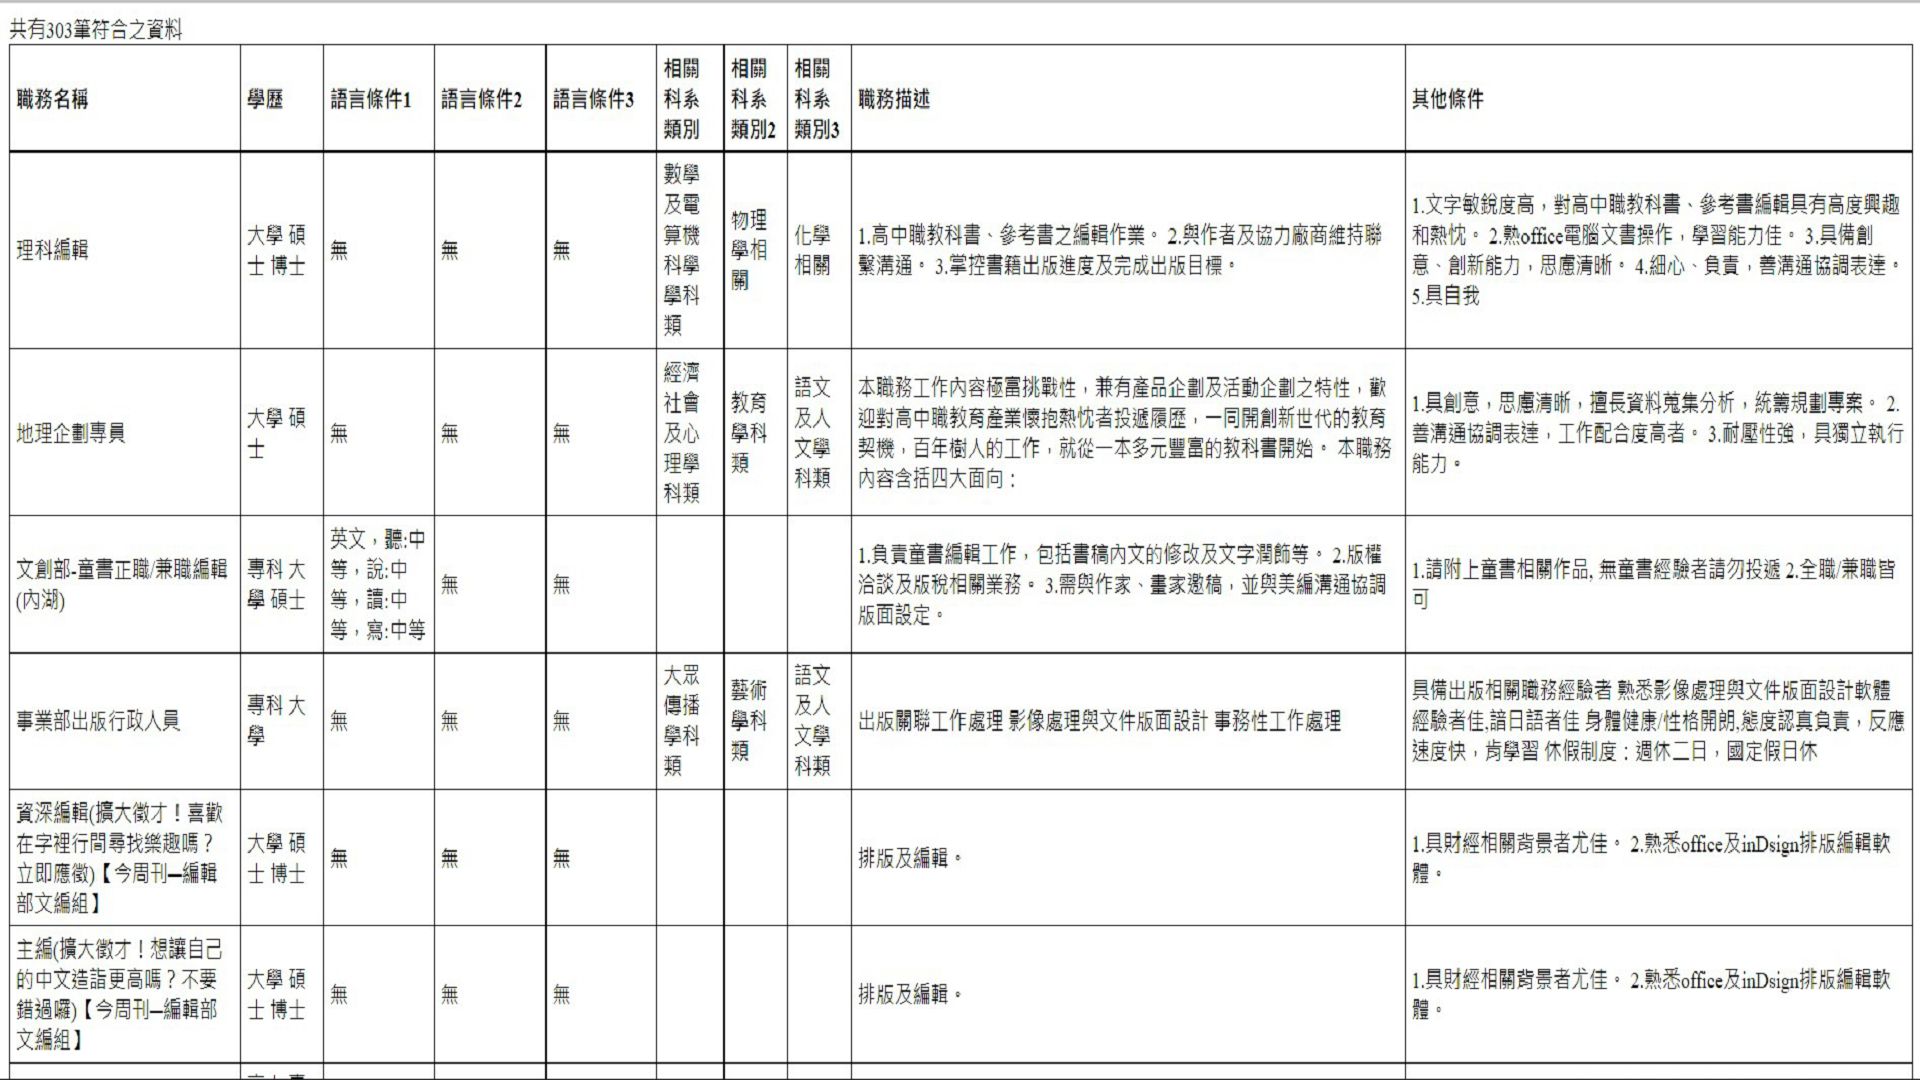 共有303筆符合之資料
職務名稱
學歷
語言條件1
語言條件2
語言條件3
相關
科系
類別
相關
科系
類別2
相關
科系
類別3
職務描述
其他條件
理科編輯
大學 碩
士 博士
無
無
無
數學
及電
算機
科學
學科
類
物理
學相
關
化學
相關
1.高中職教科書、參考書之編輯作業。 2.與作者及協力廠商維持聯
繫溝通。 3.掌控書籍出版進度及完成出版目標。
1.文字敏銳度高，對高中職教科書、參考書編輯具有高度興趣
和熱忱。 2.熟office電腦文書操作，學習能力佳。 3.具備創
意、創新能力，思慮清晰。 4.細心、負責，善溝通協調表達。
5.具自我
地理企劃專員
大學 碩
士
無
無
無
經濟
社會
及心
理學
科類
教育
學科
類
語文
及人
文學
科類
本職務工作內容極富挑戰性，兼有產品企劃及活動企劃之特性，歡
迎對高中職教育產業懷抱熱忱者投遞履歷，一同開創新世代的教育
契機，百年樹人的工作，就從一本多元豐富的教科書開始。 本職務
內容含括四大面向：
1.具創意，思慮清晰，擅長資料蒐集分析，統籌規劃專案。 2.
善溝通協調表達，工作配合度高者。 3.耐壓性強，具獨立執行
能力。
文創部-童書正職/兼職編輯
(內湖)
專科 大
學 碩士
英文，聽:中
等，說:中
等，讀:中
等，寫:中等
無
無
1.負責童書編輯工作，包括書稿內文的修改及文字潤飾等。 2.版權
洽談及版稅相關業務。 3.需與作家、畫家邀稿，並與美編溝通協調
版面設定。
1.請附上童書相關作品, 無童書經驗者請勿投遞 2.全職/兼職皆
可
事業部出版行政人員
專科 大
學
無
無
無
大眾
傳播
學科
類
藝術
學科
類
語文
及人
文學
科類
出版關聯工作處理 影像處理與文件版面設計 事務性工作處理
具備出版相關職務經驗者 熟悉影像處理與文件版面設計軟體
經驗者佳,諳日語者佳 身體健康/性格開朗,態度認真負責，反應
速度快，肯學習 休假制度：週休二日，國定假日休
資深編輯(擴大徵才！喜歡
在字裡行間尋找樂趣嗎？
立即應徵)【今周刊—編輯
部文編組】
大學 碩
士 博士
無
無
無
排版及編輯。
1.具財經相關背景者尤佳。 2.熟悉office及inDsign排版編輯軟
體。
主編(擴大徵才！想讓自己
的中文造詣更高嗎？不要
錯過囉)【今周刊—編輯部
文編組】
大學 碩
士 博士
無
無
無
排版及編輯。
1.具財經相關背景者尤佳。 2.熟悉office及inDsign排版編輯軟
體。